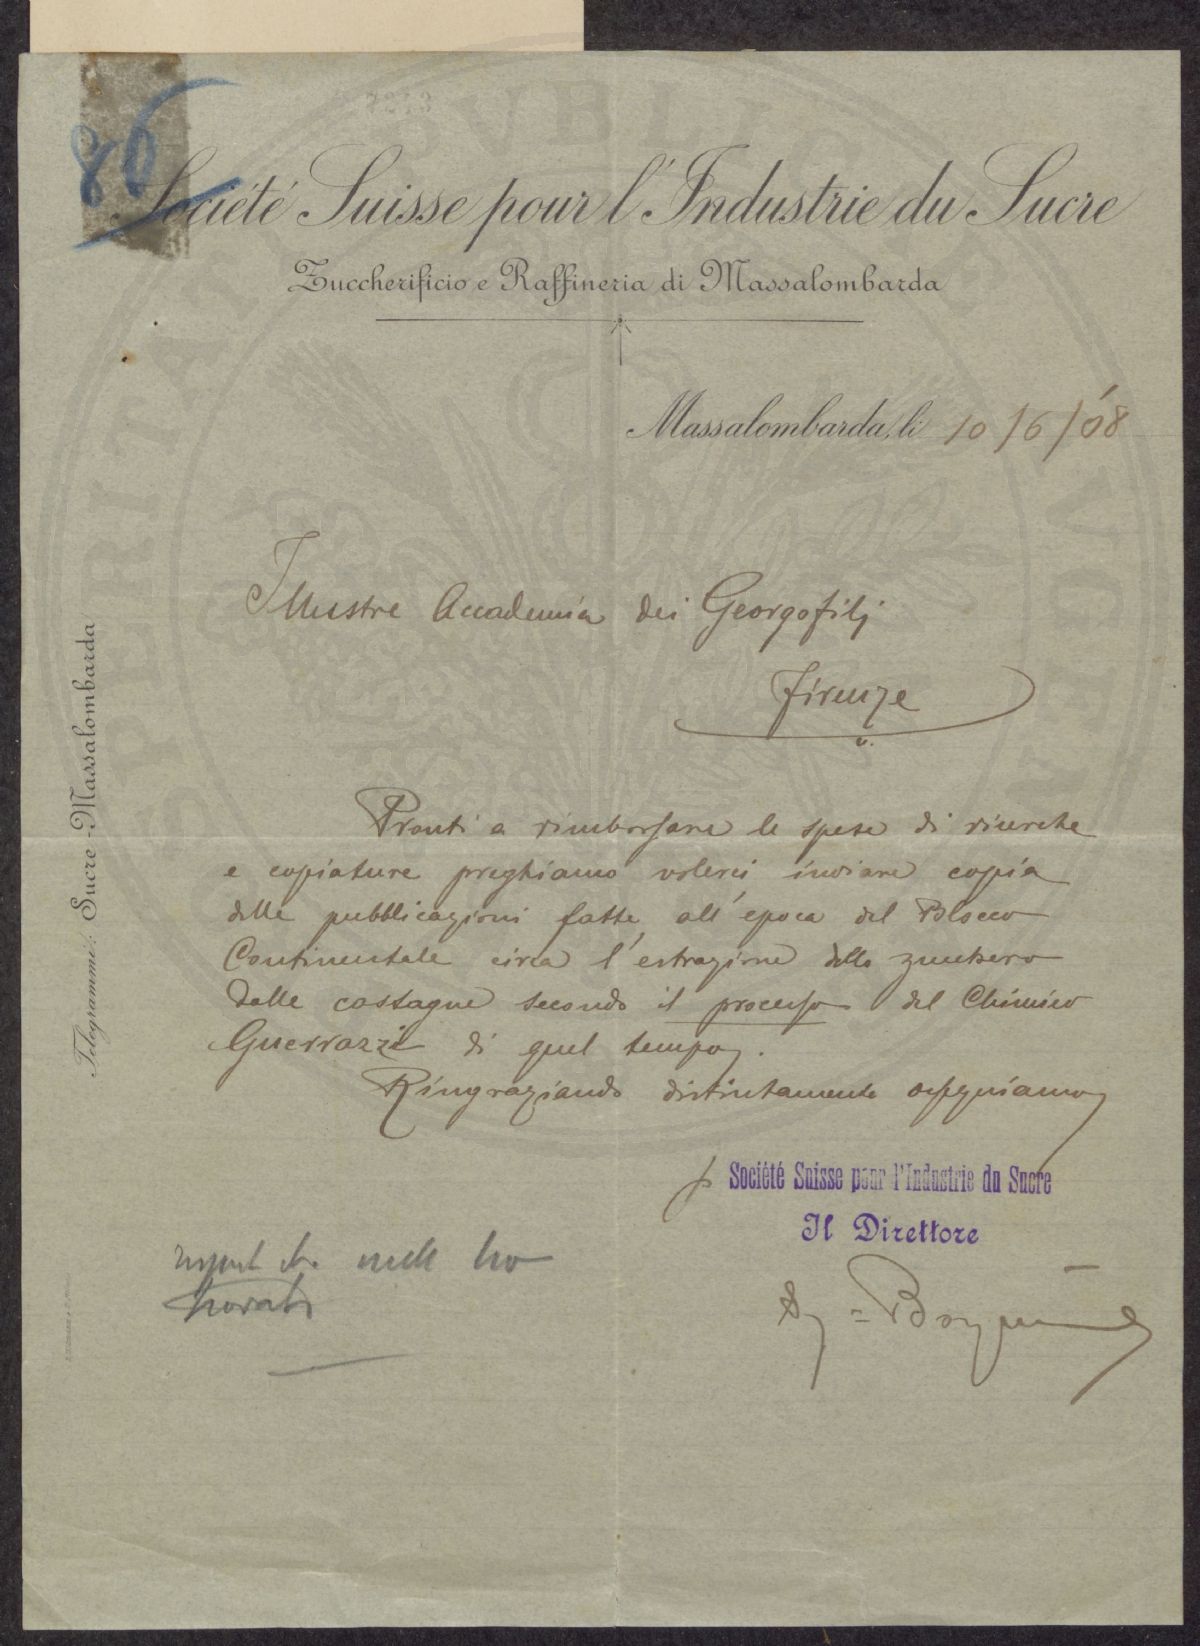 86
Société Suisse pour l'Industrie du Sucre
Zuccherificio e Raffineria di Massalombarda
Massalombarda, li 10/6/08
Illustre Accademia dei Georgofilj
Firenze
Pronti a rimborsare le spese di ricerche
e copiature preghiamo volerci inviare copia
delle pubblicazioni fatte all'epoca del Blocco
Continentale circa l'estrazione dello zucchero
dalle castagne secondo il processo del Chimico
Guerrazzi di quel tempo.
Ringraziando distintamente ossequiamo
p Société Suisse pour l'Industrie du Sucre
Il Direttore
Telegrammi: Sucre-Massalombarda